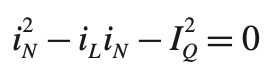 $i_N^2 - i_L i_N - I_Q^2 = 0$